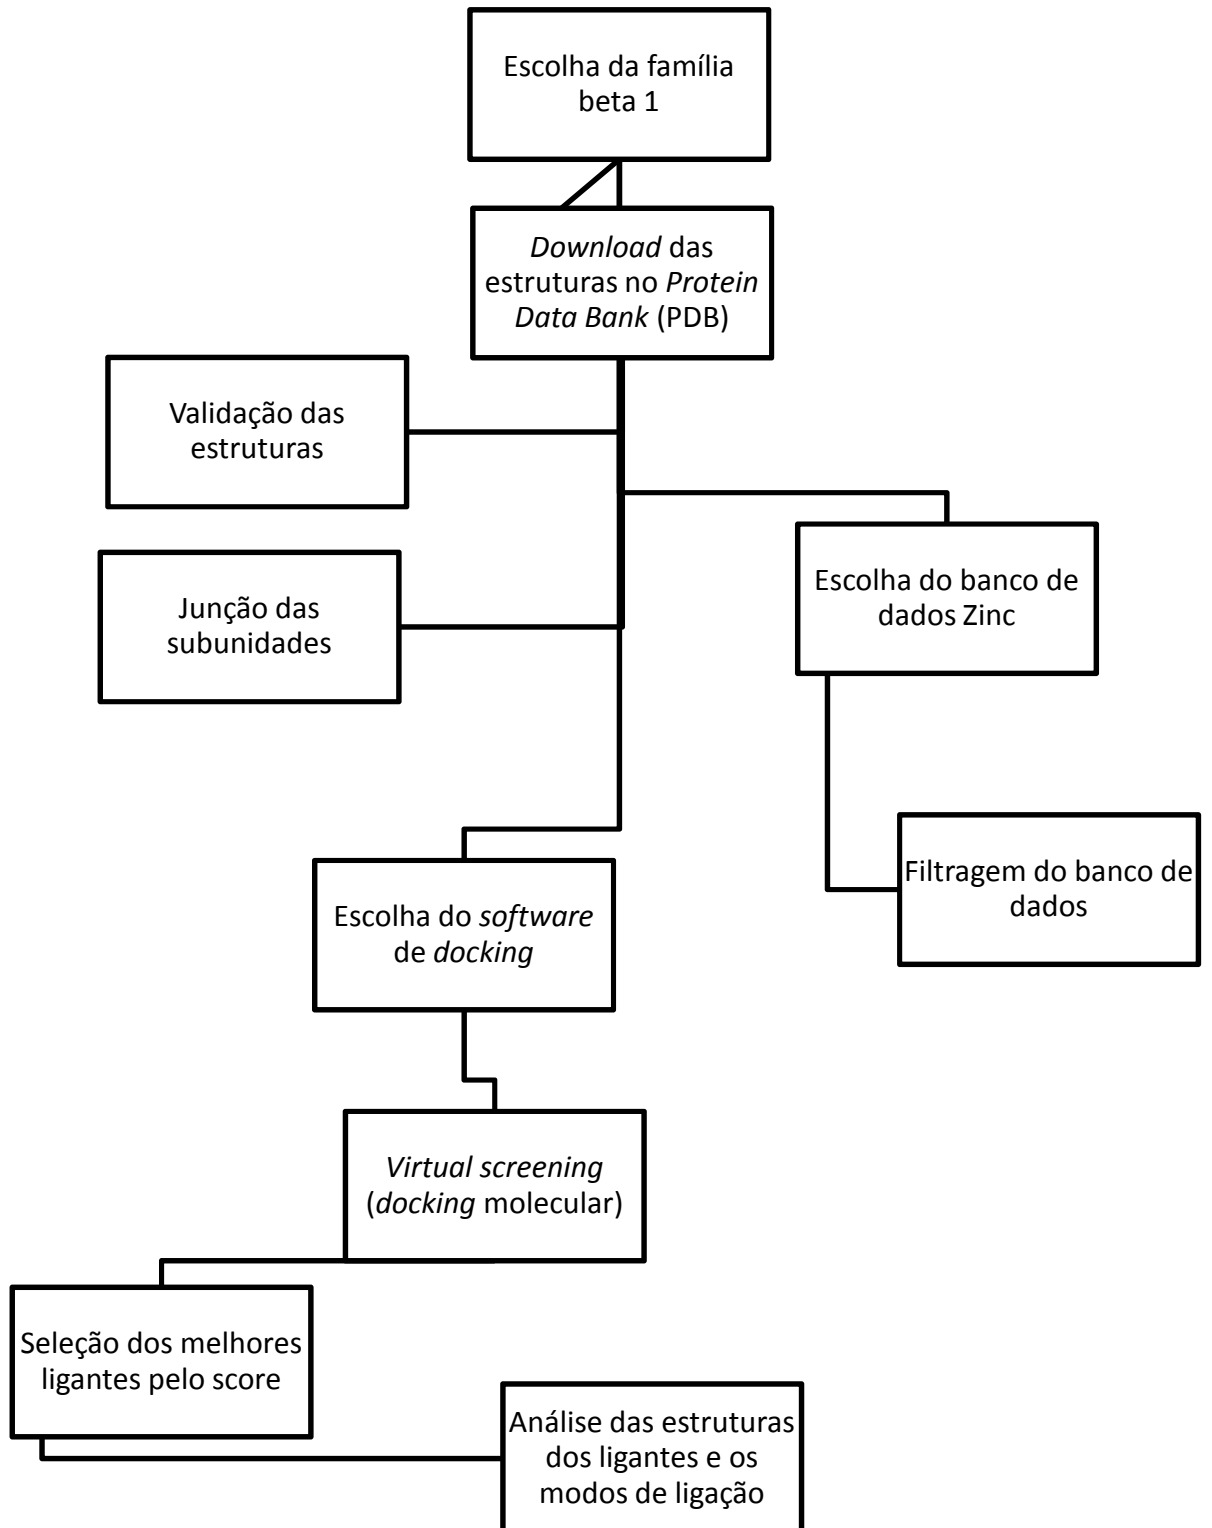 Escolha da família
beta 1
Download das
estruturas no Protein
Data Bank (PDB)
Validação das
estruturas
Junção das
subunidades
Escolha do banco de
dados Zinc
Filtragem do banco de
dados
Escolha do software
de docking
Virtual screening
(docking molecular)
Seleção dos melhores
ligantes pelo score
Análise das estruturas
dos ligantes e os
modos de ligação